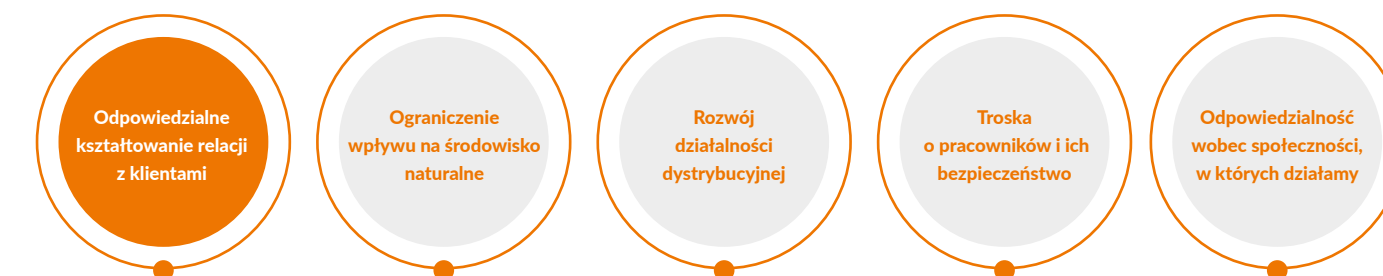 Odpowiedzialne
kształtowanie relacji
z klientami
Ograniczenie
wpływu na środowisko
naturalne
Rozwój
działalności
dystrybucyjnej
Troska
o pracowników i ich
bezpieczeństwo
Odpowiedzialność
wobec społeczności,
w których działamy